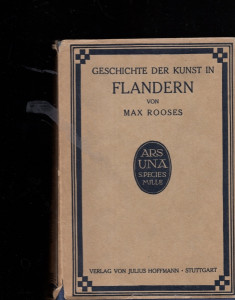 GESCHICHTE DER KUNST IN
FLANDERN
VON
MAX ROOSES
ARS
UNA
SPECIES
MILLE
VERLAG VON JULIUS HOFFMANN - STUTTGART